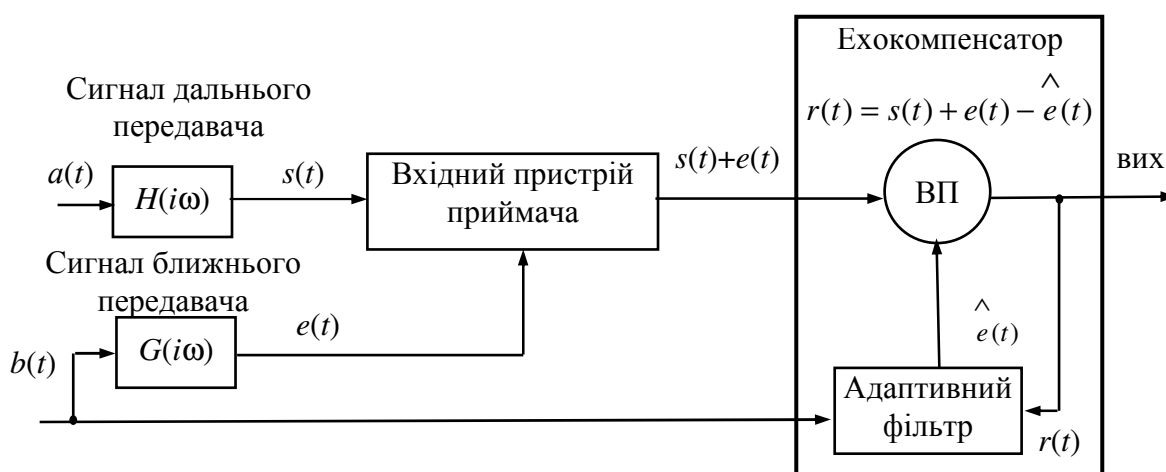 Ехокомпенсатор
Сигнал дальнього
передавача
r(t) = s(t) + e(t) − ê(t)
a(t)
H(iω)
s(t)
Вхідний пристрій
приймача
s(t)+e(t)
ВП
вих
Сигнал ближнього
передавача
b(t)
G(iω)
e(t)
ê(t)
Адаптивний
фільтр
r(t)